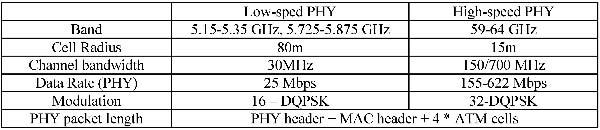 Low-sped PHY High-speed PHY
Band 5.15-5.35 GHz, 5.725-5.875 GHz 59-64 GHz
Cell Radius 80m 15m
Channel bandwidth 30MHz 150/700 MHz
Data Rate (PHY) 25 Mbps 155-622 Mbps
Modulation 16 – DQPSK 32-DQPSK
PHY packet length PHY header – MAC header + 4 * ATM cells